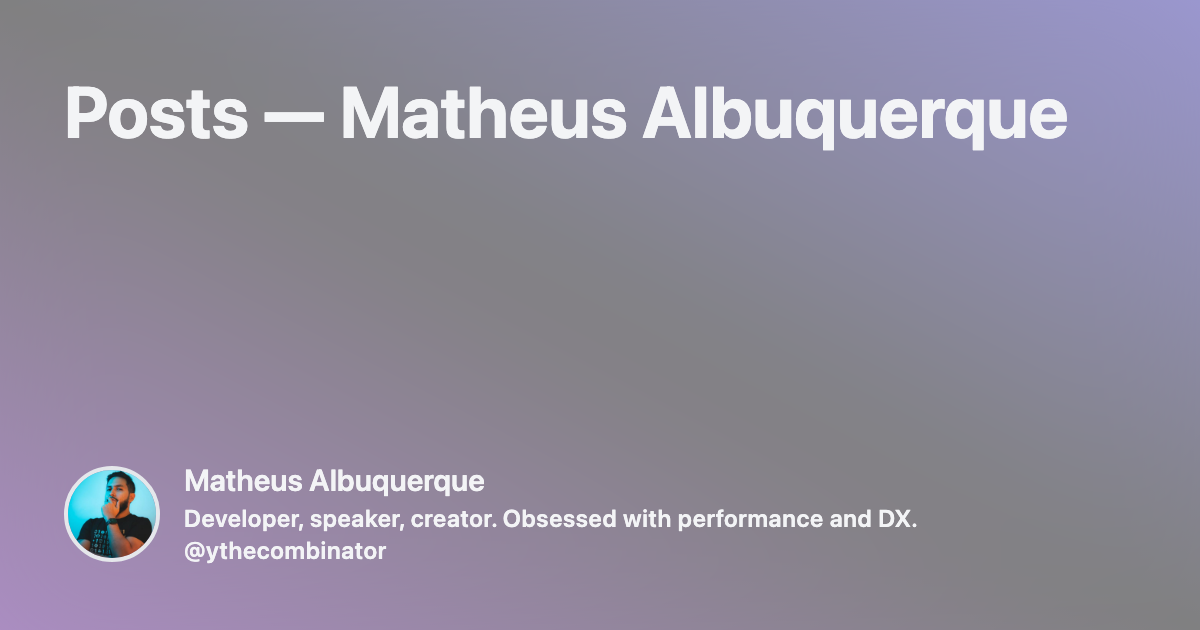 Posts — Matheus Albuquerque
Matheus Albuquerque
Developer, speaker, creator. Obsessed with performance and DX.
@ythecombinator